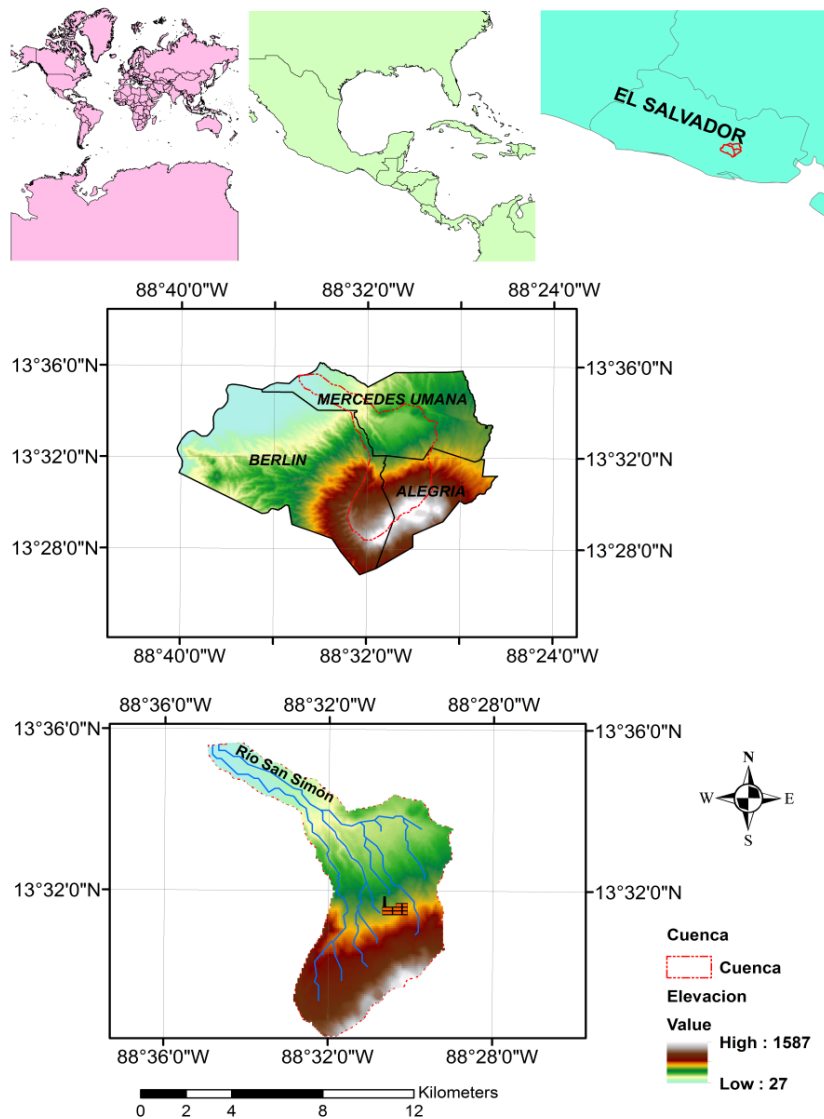 EL SALVADOR
88°40'0"W 88°32'0"W 88°24'0"W
13°36'0"N 13°36'0"N
MERCEDES UMANA
13°32'0"N BERLIN 13°32'0"N
ALEGRIA
13°28'0"N 13°28'0"N
88°40'0"W 88°32'0"W 88°24'0"W
88°36'0"W 88°32'0"W 88°28'0"W
13°36'0"N 13°36'0"N
Río San Simón
N
W E
S
13°32'0"N 13°32'0"N
L
Cuenca
Cuenca
Elevacion
Value
High : 1587
Low : 27
88°36'0"W 88°32'0"W 88°28'0"W
Kilometers
0 2 4 8 12